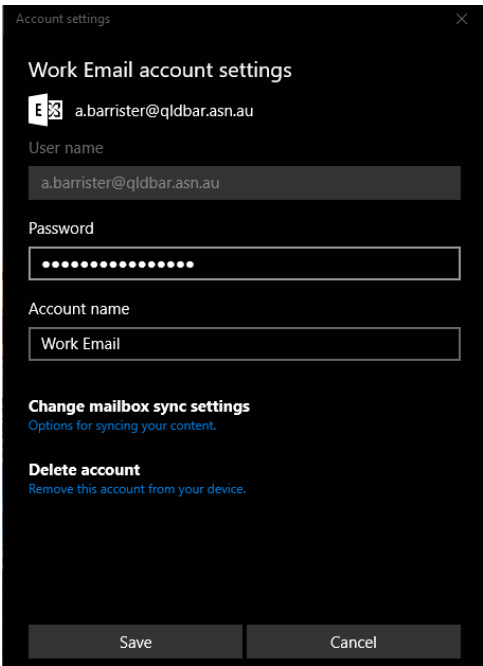 Account settings
Work Email account settings
E a.barrister@qldbar.asn.au
User name
a.barrister@qldbar.asn.au
Password
••••••••••••••••
Account name
Work Email
Change mailbox sync settings
Options for syncing your content.
Delete account
Remove this account from your device.
Save Cancel